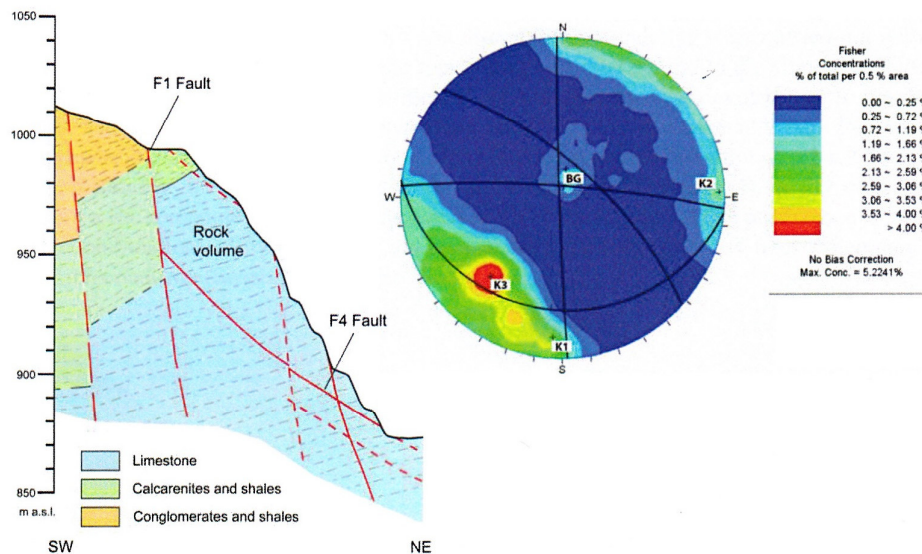 1050
1000
950
900
850
m a.s.l.
F1 Fault
Rock
volume
F4 Fault
Limestone
Calcarenites and shales
Conglomerates and shales
SW
NE
N
W
E
S
BG
K2
K3
K1
Fisher
Concentrations
% of total per 0.5 % area
0.00 ~ 0.25 %
0.25 ~ 0.72 %
0.72 ~ 1.19 %
1.19 ~ 1.66 %
1.66 ~ 2.13 %
2.13 ~ 2.59 %
2.59 ~ 3.06 %
3.06 ~ 3.53 %
3.53 ~ 4.00 %
> 4.00 %
No Bias Correction
Max. Conc. = 5.2241%